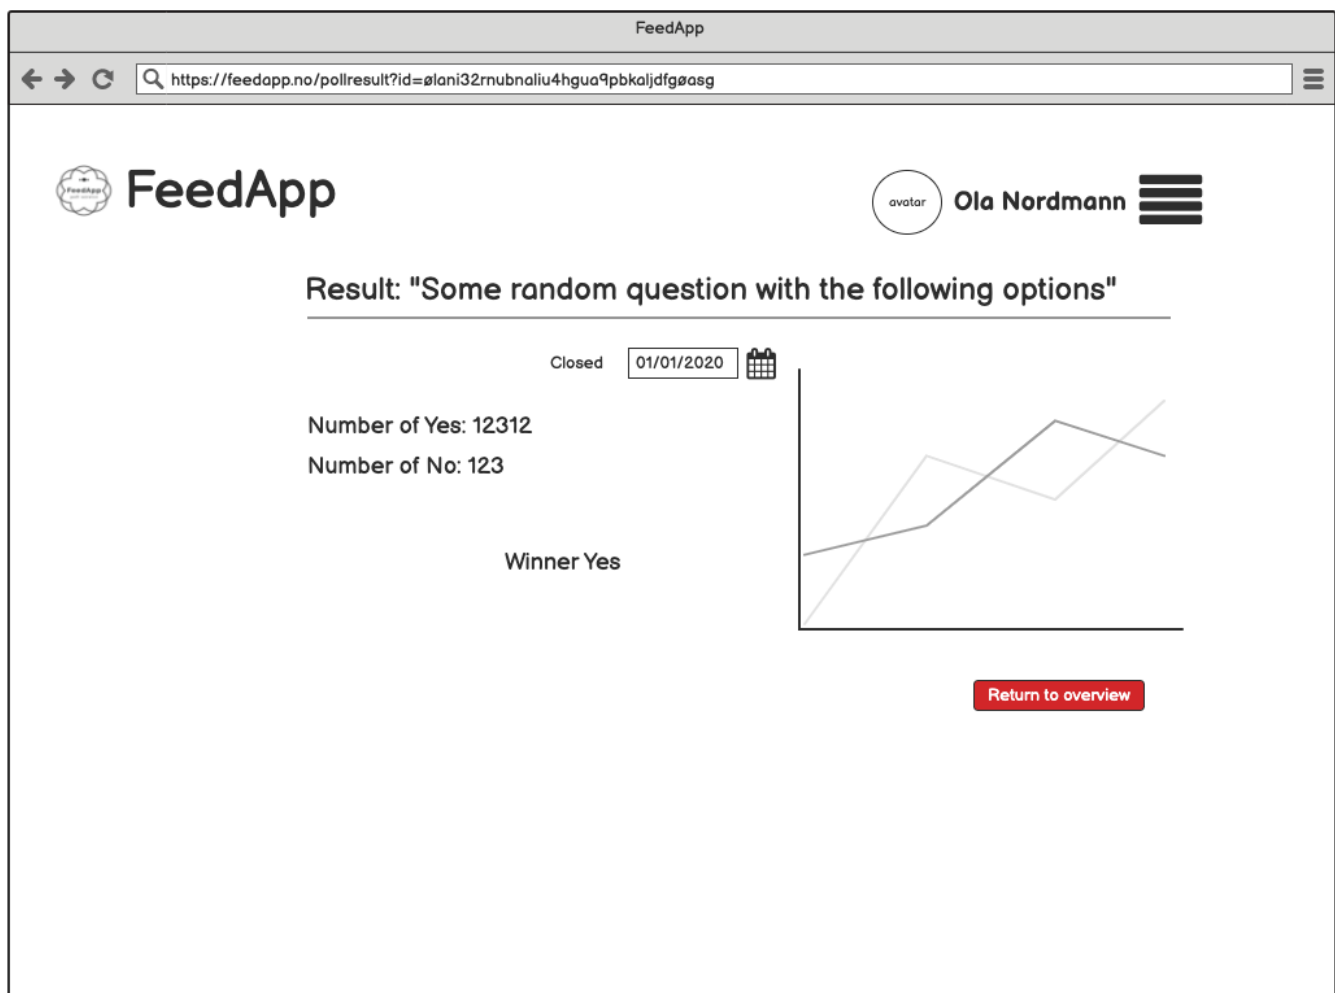 FeedApp
https://feedapp.no/pollresult?id=ølani32rnubnaliu4hgua9pbkaljdfgøasg
FeedApp
FeedApp
avatar
Ola Nordmann
Result: "Some random question with the following options"
Closed 01/01/2020
Number of Yes: 12312
Number of No: 123
Winner Yes
Return to overview